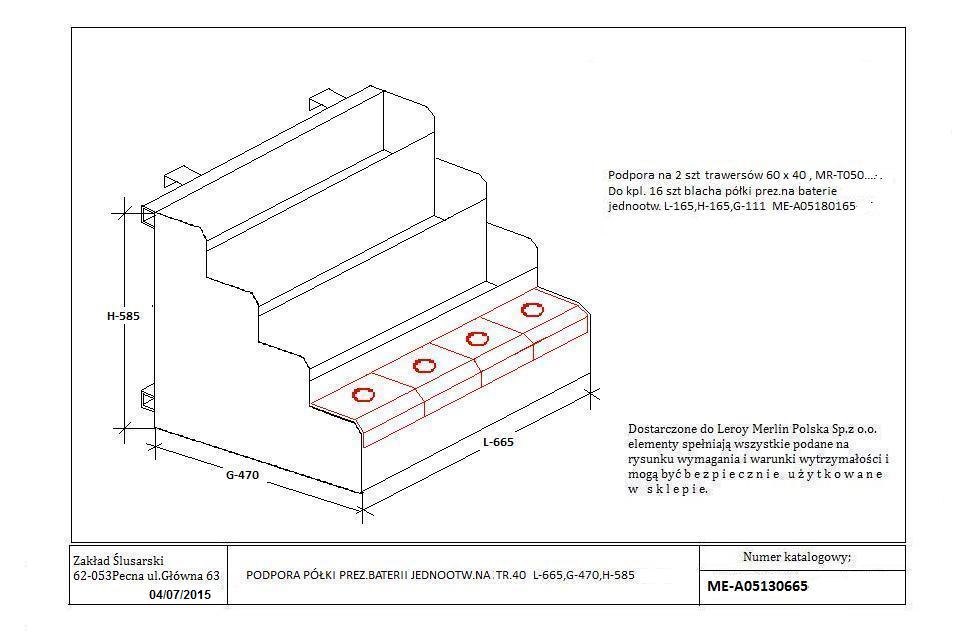 Podpora na 2 szt trawersów 60 x 40 , MR-T050....
Do kpl. 16 szt blacha półki prez.na baterie
jednootw. L-165,H-165,G-111 ME-A05180165
H-585
L-665
G-470
Dostarczone do Leroy Merlin Polska Sp.z o.o.
elementy spełniają wszystkie podane na
rysunku wymagania i warunki wytrzymałości i
mogą być b e z p i e c z n i e u ż y t k o w a n e
w s k l e p i e.
Zakład Ślusarski
62-053Pecna ul.Główna 63
04/07/2015
PODPORA PÓŁKI PREZ.BATERII JEDNOOTW.NA.TR.40 L-665,G-470,H-585
Numer katalogowy;
ME-A05130665